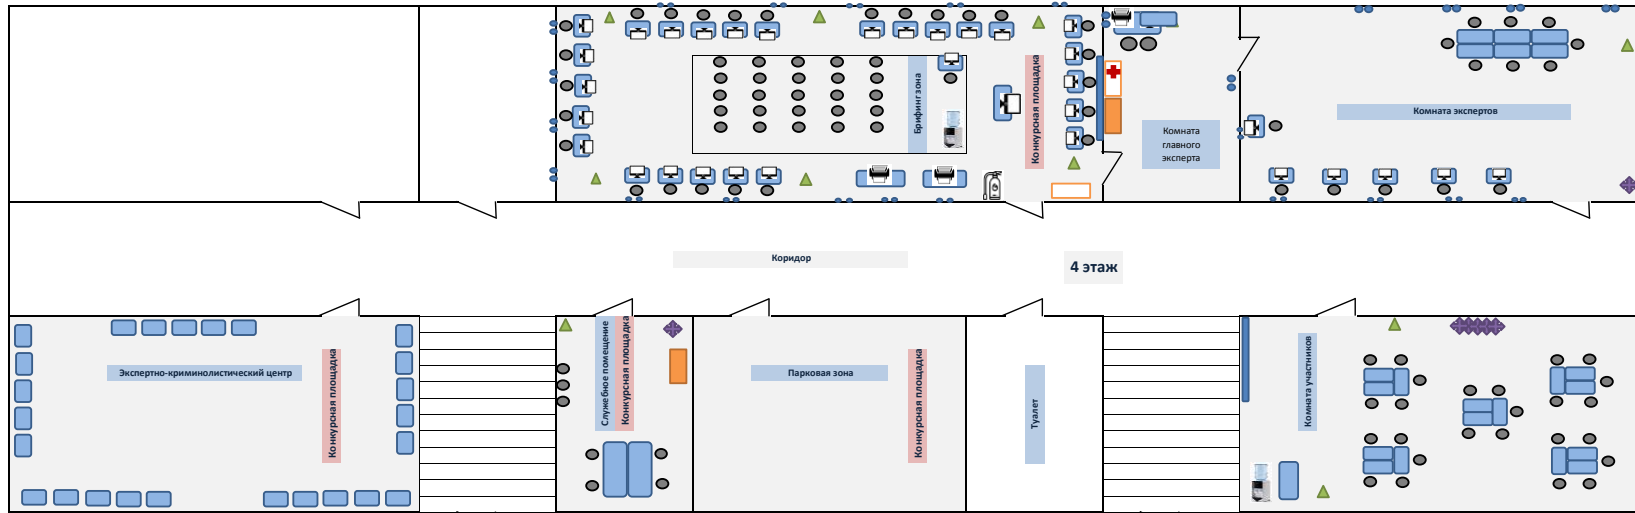 Брифинг зона
Конкурсная площадка
Комната
главного
эксперта
Комната экспертов
Коридор
4 этаж
Экспертно-криминалистический центр
Конкурсная площадка
Служебное помещение
Конкурсная площадка
Парковая зона
Конкурсная площадка
Туалет
Комната участников